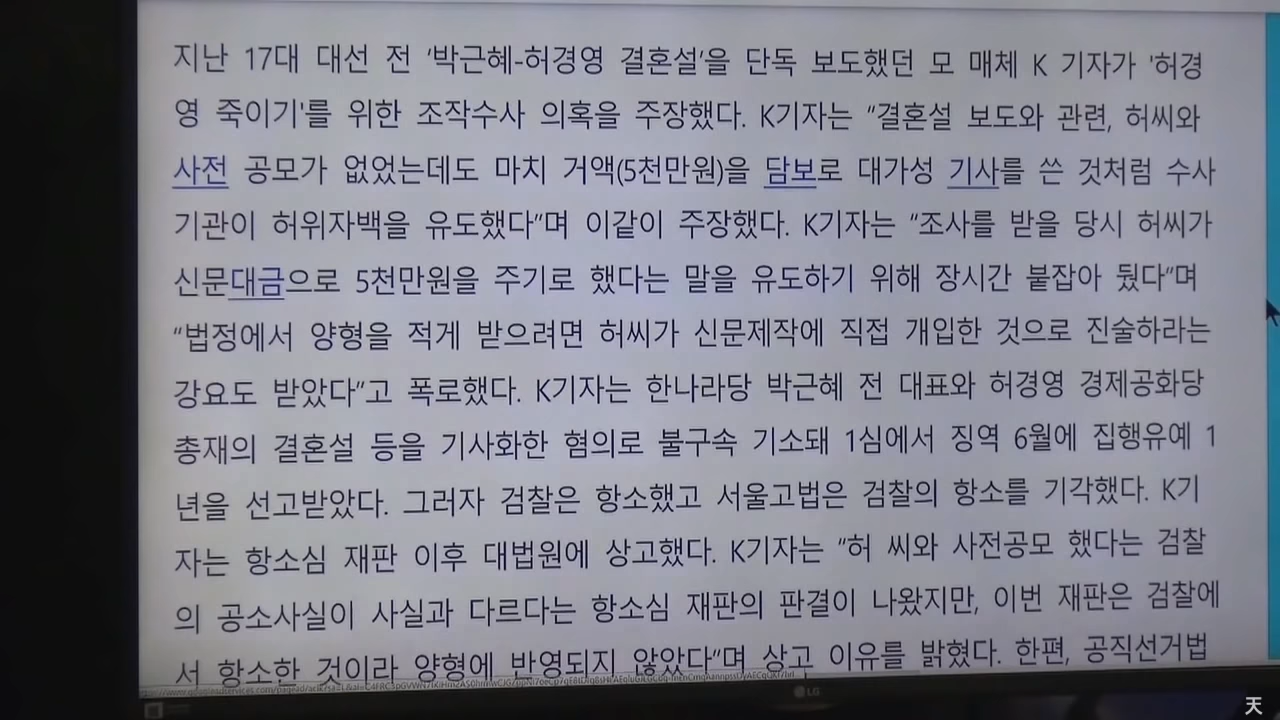 지난 17대 대선 전 '박근혜-허경영 결혼설'을 단독 보도했던 모 매체 K 기자가 '허경
영 죽이기'를 위한 조작수사 의혹을 주장했다. K기자는 "결혼설 보도와 관련, 허씨와
사전 공모가 없었는데도 마치 거액(5천만원)을 담보로 대가성 기사를 쓴 것처럼 수사
기관이 허위자백을 유도했다"며 이같이 주장했다. K기자는 "조사를 받을 당시 허씨가
신문대금으로 5천만원을 주기로 했다는 말을 유도하기 위해 장시간 붙잡아 뒀다"며
"법정에서 양형을 적게 받으려면 허씨가 신문제작에 직접 개입한 것으로 진술하라는
강요도 받았다"고 폭로했다. K기자는 한나라당 박근혜 전 대표와 허경영 경제공화당
총재의 결혼설 등을 기사화한 혐의로 불구속 기소돼 1심에서 징역 6월에 집행유예 1
년을 선고받았다. 그러자 검찰은 항소했고 서울고법은 검찰의 항소를 기각했다. K기
자는 항소심 재판 이후 대법원에 상고했다. K기자는 "허 씨와 사전공모 했다는 검찰
의 공소사실이 사실과 다르다는 항소심 재판의 판결이 나왔지만, 이번 재판은 검찰에
서 항소한 것이라 양형에 반영되지 않았다"며 상고 이유를 밝혔다. 한편, 공직선거법
LG
天